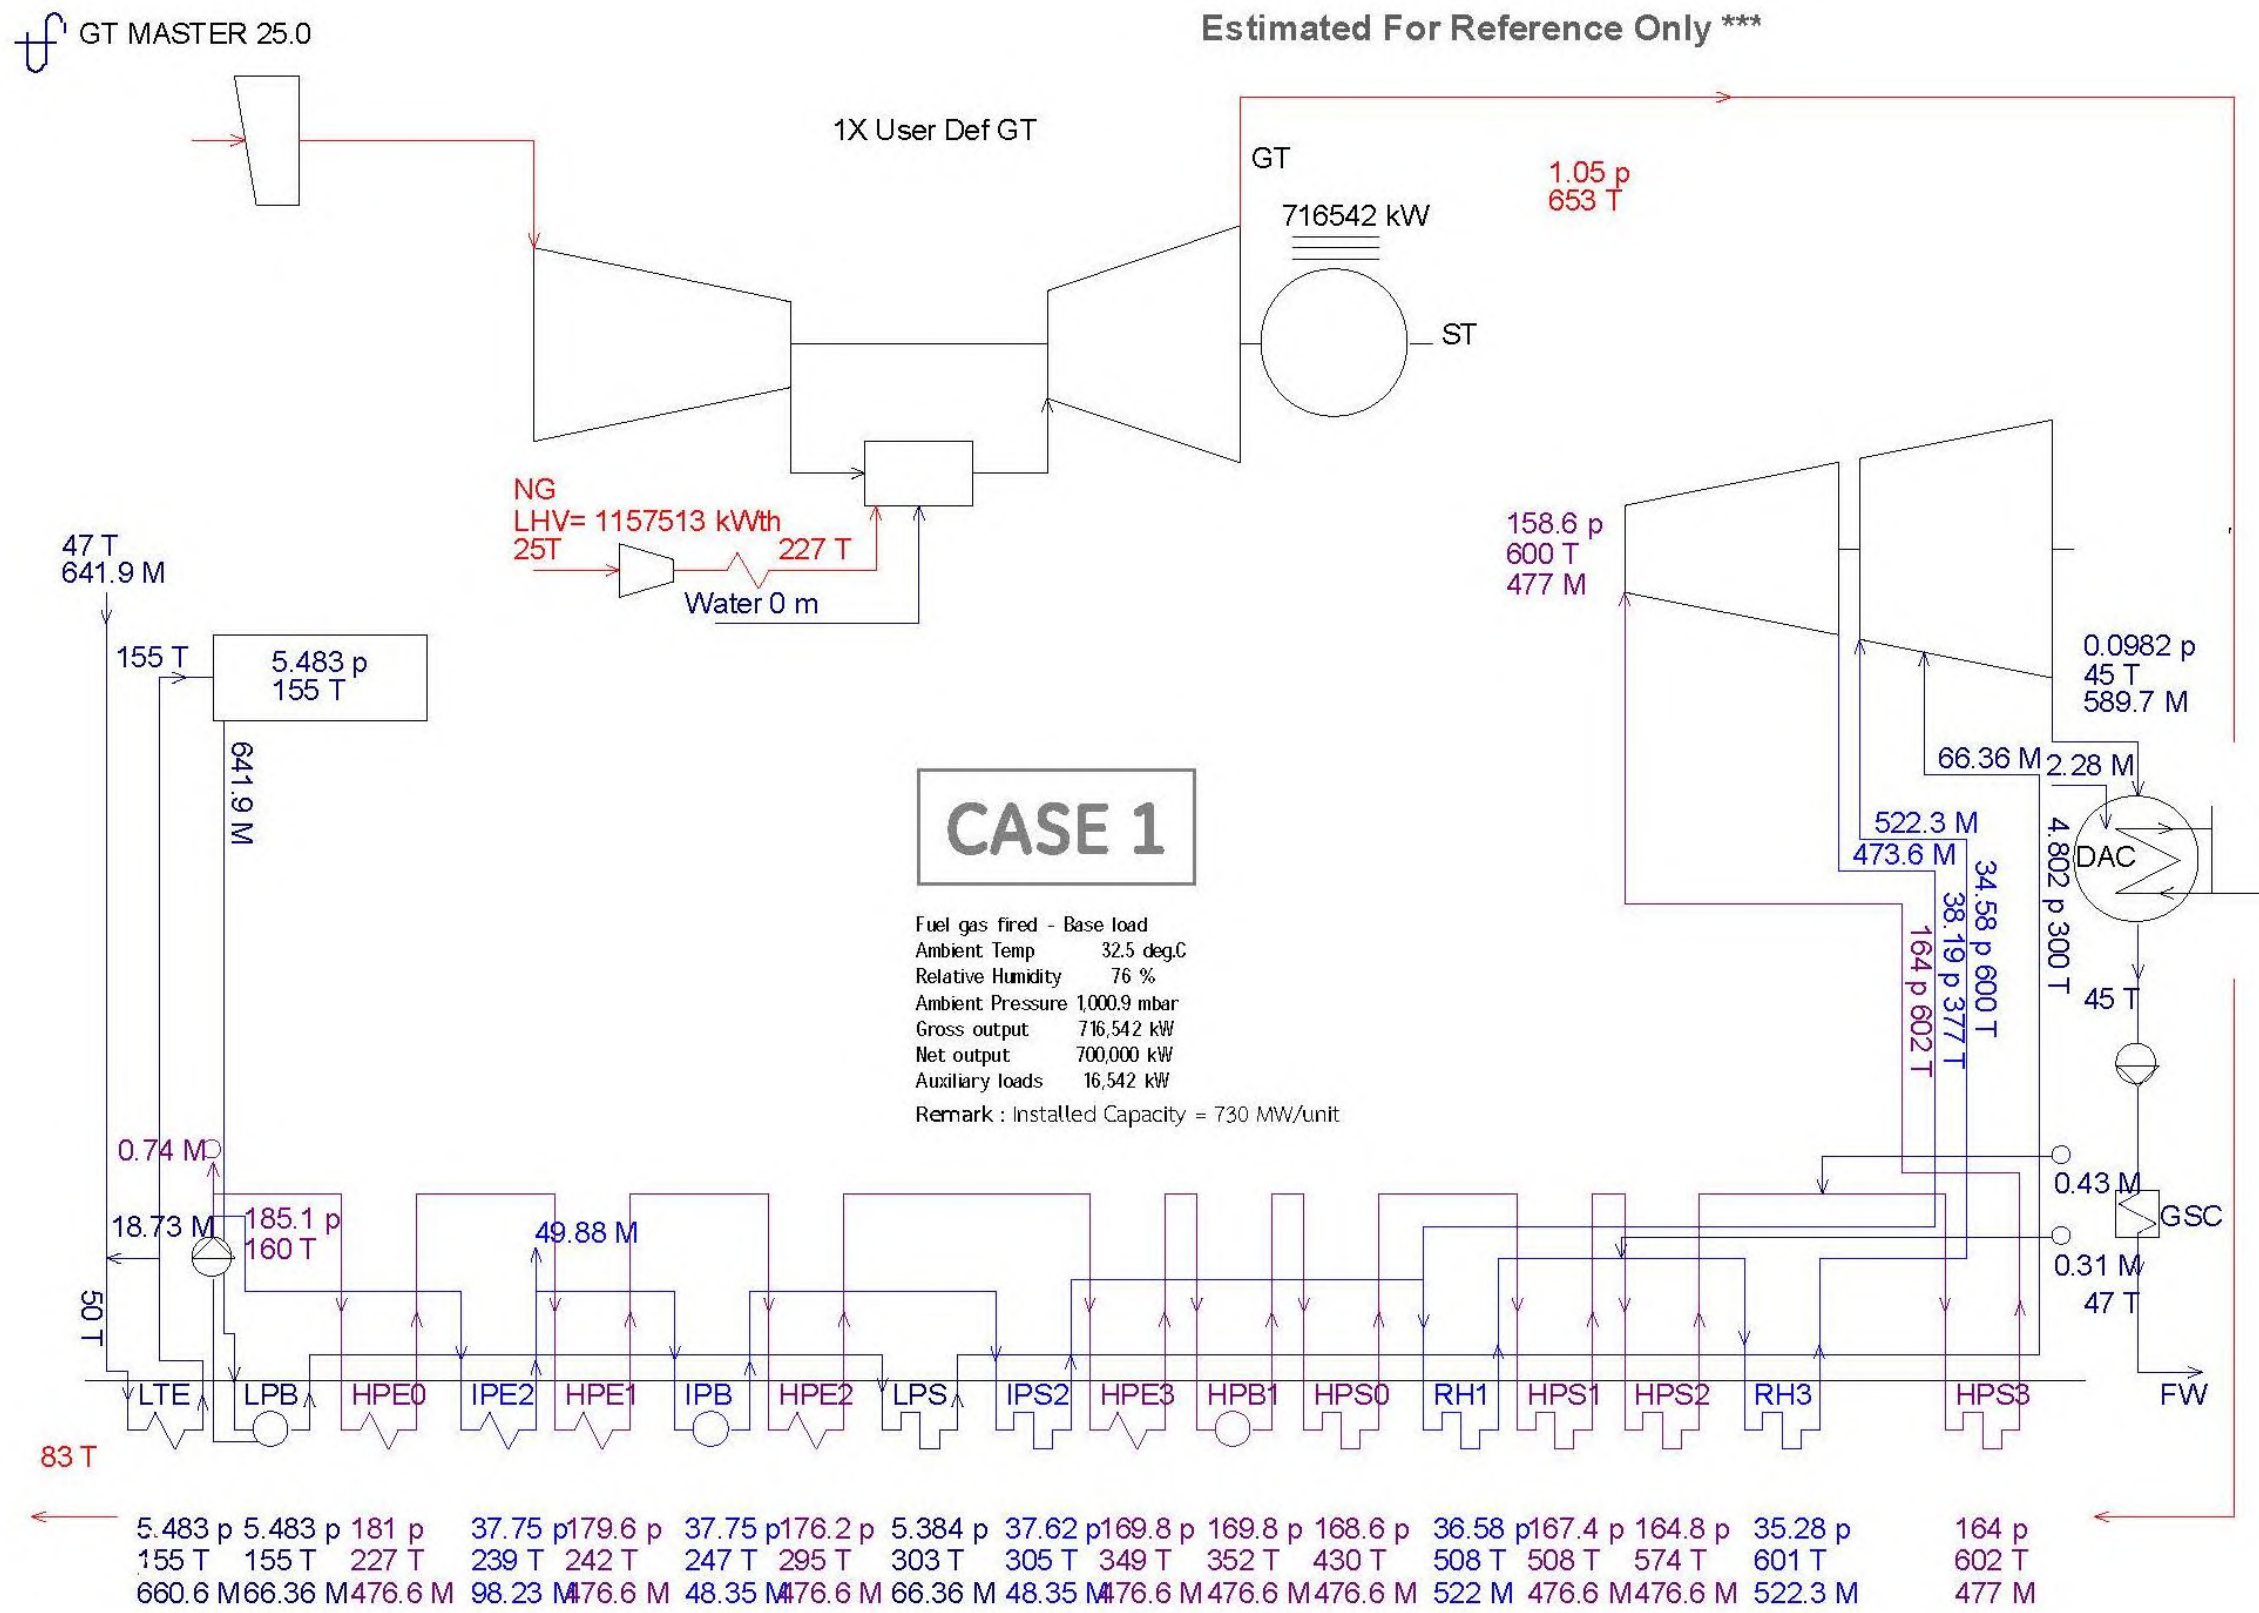 GT MASTER 25.0
Estimated For Reference Only ***
1X User Def GT
GT
1.05 p
653 T
716542 kW
ST
NG
LHV= 1157513 kWth
25T
227 T
Water 0 m
158.6 p
600 T
477 M
47 T
641.9 M
155 T
5.483 p
155 T
641.9 M
0.0982 p
45 T
589.7 M
66.36 M
2.28 M
522.3 M
473.6 M
DAC
4.802 p 300 T
34.58 p 600 T
38.19 p 377 T
164 p 602 T
45 T
CASE 1
Fuel gas fired - Base load
Ambient Temp 32.5 deg.C
Relative Humidity 76 %
Ambient Pressure 1,000.9 mbar
Gross output 716,542 kW
Net output 700,000 kW
Auxiliary loads 16,542 kW
Remark : Installed Capacity = 730 MW/unit
0.74 M
18.73 M
185.1 p
160 T
49.88 M
50 T
0.43 M
GSC
0.31 M
47 T
FW
LTE LPB HPE0 IPE2 HPE1 IPB HPE2 LPS IPS2 HPE3 HPB1 HPS0 RH1 HPS1 HPS2 RH3 HPS3
83 T
5.483 p 5.483 p 181 p 37.75 p 179.6 p 37.75 p 176.2 p 5.384 p 37.62 p 169.8 p 169.8 p 168.6 p 36.58 p 167.4 p 164.8 p 35.28 p 164 p
155 T 155 T 227 T 239 T 242 T 247 T 295 T 303 T 305 T 349 T 352 T 430 T 508 T 508 T 574 T 601 T 602 T
660.6 M 66.36 M 476.6 M 98.23 M 476.6 M 48.35 M 476.6 M 66.36 M 48.35 M 476.6 M 476.6 M 476.6 M 522 M 476.6 M 476.6 M 522.3 M 477 M